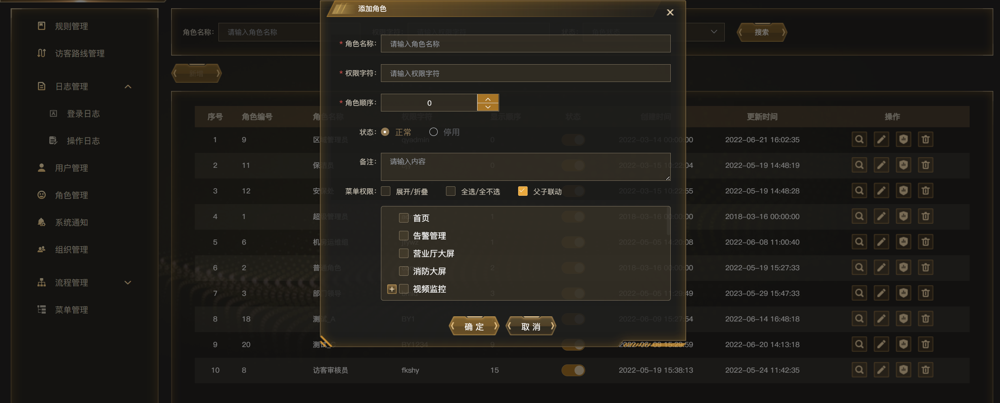 规则管理
访客路线管理
日志管理
登录日志
操作日志
用户管理
角色管理
系统通知
组织管理
流程管理
菜单管理
角色名称: 请输入角色名称 权限字符: 请输入权限字符 状态: 角色状态 搜索
新增
序号 角色编号 角色名称 权限字符 显示顺序 状态 创建时间 更新时间 操作
1 9 区域管理员 qyadmin 0 2022-03-14 00:00:00 2022-06-21 16:02:35
2 11 保洁员 bjy 0 2022-03-15 10:22:04 2022-05-19 14:48:19
3 12 安保处 2022-03-15 10:22:55 2022-05-19 14:48:28
4 1 超级管理员 1 2018-03-16 00:00:00 2018-03-16 00:00:00
5 6 机房运维组 jfywz 1 2022-05-05 14:20:08 2022-06-08 11:00:40
6 2 普通角色 2 2018-03-16 00:00:00 2022-05-19 15:27:33
7 3 部门领导 bmld 3 2022-05-05 11:29:49 2023-05-29 15:47:33
8 18 测试_A BY1 2022-06-09 15:27:54 2022-06-14 16:48:18
9 20 测试_C BY1234 9 2022-06-09 15:29:59 2022-06-20 14:13:18
10 8 访客审核员 fkshy 15 2022-05-19 15:38:13 2022-05-24 11:42:35
添加角色
* 角色名称: 请输入角色名称
* 权限字符: 请输入权限字符
* 角色顺序: 0
状态: 正常 停用
备注: 请输入内容
菜单权限: 展开/折叠 全选/全不选 父子联动
首页
告警管理
营业厅大屏
消防大屏
视频监控
确定 取消